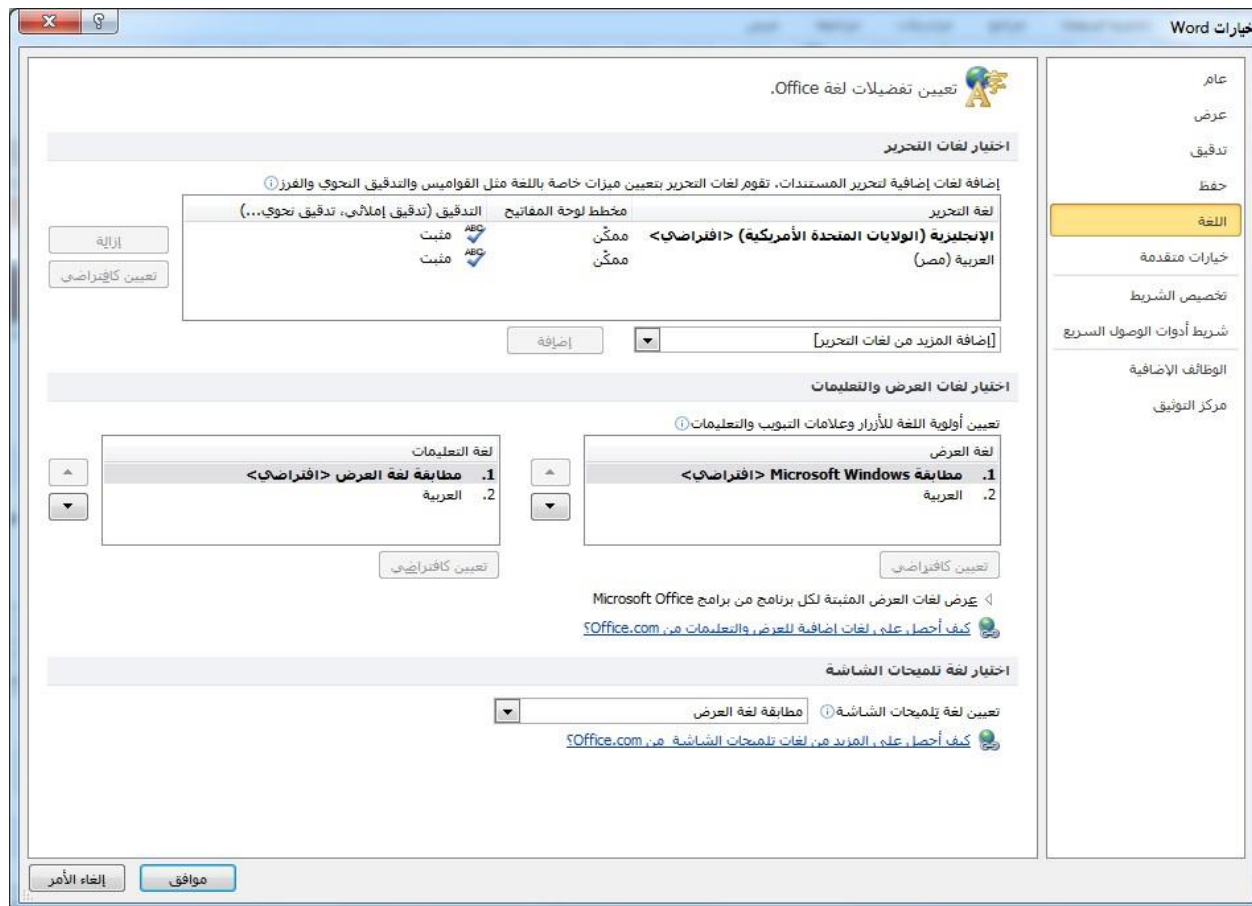 خيارات Word
عام
عرض
تدقيق
حفظ
اللغة
خيارات متقدمة
تخصيص الشريط
شريط أدوات الوصول السريع
الوظائف الإضافية
مركز التوثيق
تعيين تفضيلات لغة Office.
اختيار لغات التحرير
إضافة لغات إضافية لتحرير المستندات. تقوم لغات التحرير بتعيين ميزات خاصة باللغة مثل القواميس والتدقيق النحوي والفرز
لغة التحرير مخطط لوحة المفاتيح التدقيق (تدقيق إملائي، تدقيق نحوي...)
الإنجليزية (الولايات المتحدة الأمريكية) <افتراضي> ممكّن مثبت
العربية (مصر) ممكّن مثبت
إزالة
تعيين كافتراضي
[إضافة المزيد من لغات التحرير] إضافة
اختيار لغات العرض والتعليمات
تعيين أولوية اللغة للأزرار وعلامات التبويب والتعليمات
لغة العرض
1. مطابقة Microsoft Windows <افتراضي>
2. العربية
تعيين كافتراضي
لغة التعليمات
1. مطابقة لغة العرض <افتراضي>
2. العربية
تعيين كافتراضي
عرض لغات العرض المثبتة لكل برنامج من برامج Microsoft Office
كيف أحصل على لغات إضافية للعرض والتعليمات من Office.com؟
اختيار لغة تلميحات الشاشة
تعيين لغة تلميحات الشاشة مطابقة لغة العرض
كيف أحصل على المزيد من لغات تلميحات الشاشة من Office.com؟
موافق إلغاء الأمر